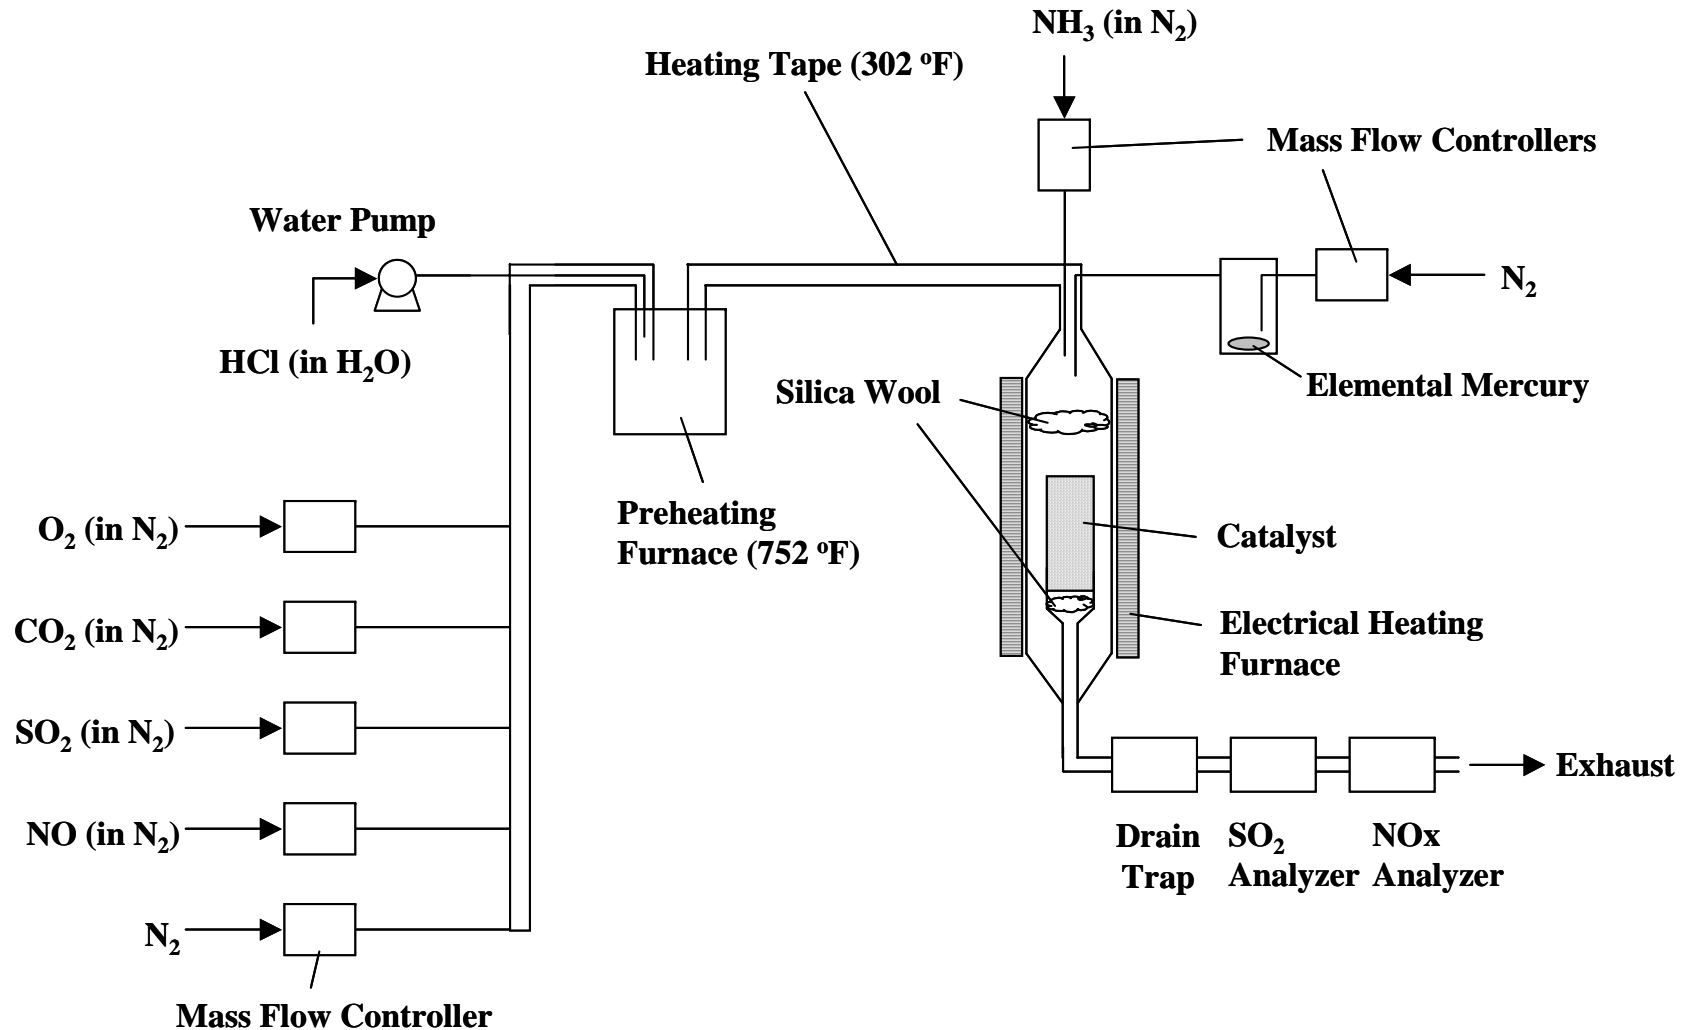 NH₃ (in N₂)
Heating Tape (302 ºF)
Mass Flow Controllers
Water Pump
N₂
HCl (in H₂O)
Silica Wool
Elemental Mercury
Preheating
Furnace (752 ºF)
O₂ (in N₂)
Catalyst
CO₂ (in N₂)
Electrical Heating
Furnace
SO₂ (in N₂)
Exhaust
NO (in N₂)
Drain
Trap
SO₂
Analyzer
NOx
Analyzer
N₂
Mass Flow Controller